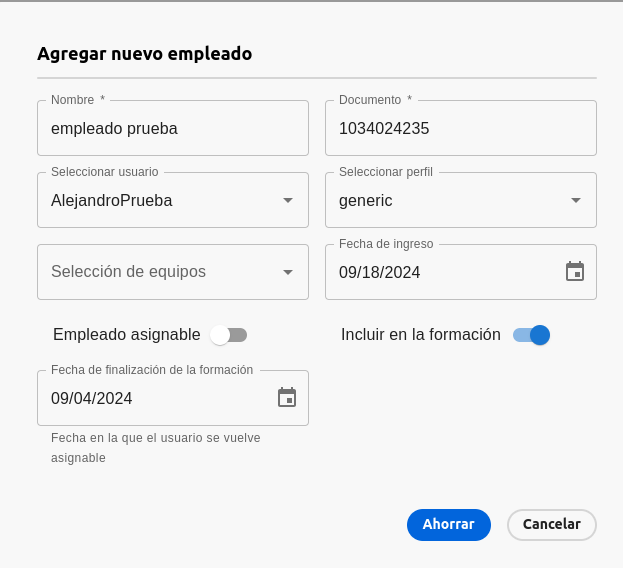 Agregar nuevo empleado
Nombre *
empleado prueba
Documento *
1034024235
Seleccionar usuario
AlejandroPrueba
Seleccionar perfil
generic
Selección de equipos
Fecha de ingreso
09/18/2024
Empleado asignable
Incluir en la formación
Fecha de finalización de la formación
09/04/2024
Fecha en la que el usuario se vuelve
asignable
Ahorrar
Cancelar